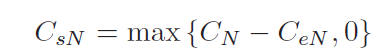 $C_{sN} = \max \{C_N - C_{eN}, 0\}$